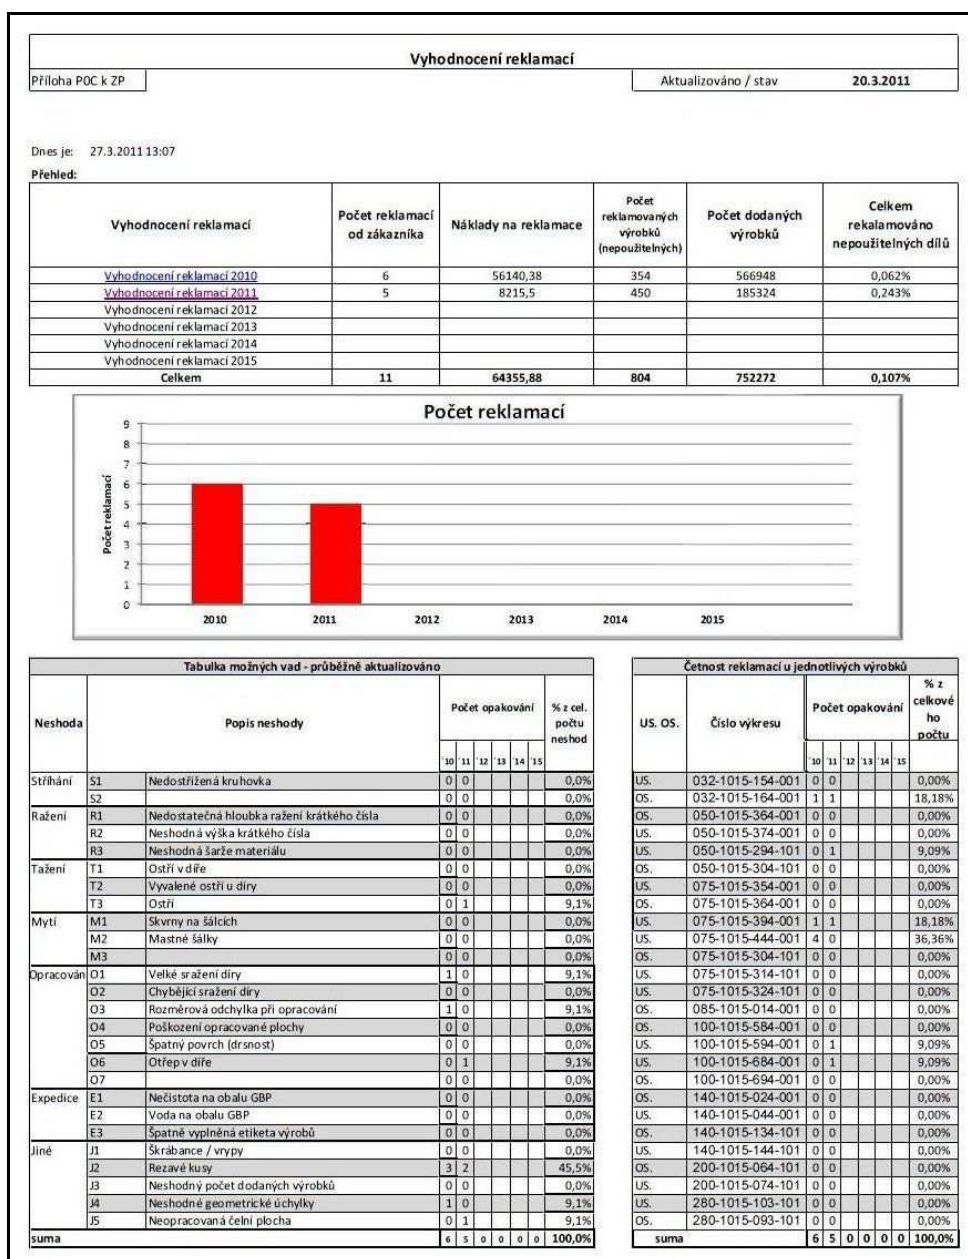 Vyhodnocení reklamací
Příloha P0C k ZP
Aktualizováno / stav 20.3.2011
Dnes je: 27.3.2011 13:07
Přehled:
Vyhodnocení reklamací | Počet reklamací od zákazníka | Náklady na reklamace | Počet reklamovaných výrobků (nepoužitelných) | Počet dodaných výrobků | Celkem rekalamováno nepoužitelných dílů
Vyhodnocení reklamací 2010 6 56140,38 354 566948 0,062%
Vyhodnocení reklamací 2011 5 8215,5 450 185324 0,243%
Vyhodnocení reklamací 2012
Vyhodnocení reklamací 2013
Vyhodnocení reklamací 2014
Vyhodnocení reklamací 2015
Celkem 11 64355,88 804 752272 0,107%
Počet reklamací
Počet reklamací
9
8
7
6
5
4
3
2
1
0
2010 2011 2012 2013 2014 2015
Tabulka možných vad - průběžně aktualizováno
Neshoda | Popis neshody | Počet opakování | % z cel. počtu neshod
'10 '11 '12 '13 '14 '15
Stříhání S1 Nedostřižená kruhovka 0 0 0,0%
S2 0 0 0,0%
Ražení R1 Nedostatečná hloubka ražení krátkého čísla 0 0 0,0%
R2 Neshodná výška krátkého čísla 0 0 0,0%
R3 Neshodná šarže materiálu 0 0 0,0%
Tažení T1 Ostří v díře 0 0 0,0%
T2 Vyvalené ostří u díry 0 0 0,0%
T3 Ostří 0 1 9,1%
Mytí M1 Skvrny na šálcích 0 0 0,0%
M2 Mastné šálky 0 0 0,0%
M3 0 0 0,0%
Opracován O1 Velké sražení díry 1 0 9,1%
O2 Chybějící sražení díry 0 0 0,0%
O3 Rozměrová odchylka při opracování 1 0 9,1%
O4 Poškození opracované plochy 0 0 0,0%
O5 Špatný povrch (drsnost) 0 0 0,0%
O6 Otřep v díře 0 1 9,1%
O7 0 0 0,0%
Expedice E1 Nečistota na obalu GBP 0 0 0,0%
E2 Voda na obalu GBP 0 0 0,0%
E3 Špatně vyplněná etiketa výrobů 0 0 0,0%
Jiné J1 Škrábance / vrypy 0 0 0,0%
J2 Rezavé kusy 3 2 45,5%
J3 Neshodný počet dodaných výrobků 0 0 0,0%
J4 Neshodné geometrické úchylky 1 0 9,1%
J5 Neopracovaná čelní plocha 0 1 9,1%
suma 6 5 0 0 0 0 100,0%
Četnost reklamací u jednotlivých výrobků
US. OS. | Číslo výkresu | Počet opakování | % z celkové ho počtu
'10 '11 '12 '13 '14 '15
US. 032-1015-154-001 0 0 0,00%
OS. 032-1015-164-001 1 1 18,18%
OS. 050-1015-364-001 0 0 0,00%
US. 050-1015-374-001 0 0 0,00%
US. 050-1015-294-101 0 1 9,09%
OS. 050-1015-304-101 0 0 0,00%
US. 075-1015-354-001 0 0 0,00%
OS. 075-1015-364-001 0 0 0,00%
US. 075-1015-394-001 1 1 18,18%
US. 075-1015-444-001 4 0 36,36%
OS. 075-1015-304-101 0 0 0,00%
US. 075-1015-314-101 0 0 0,00%
US. 075-1015-324-101 0 0 0,00%
OS. 085-1015-014-001 0 0 0,00%
OS. 100-1015-584-001 0 0 0,00%
US. 100-1015-594-001 0 1 9,09%
US. 100-1015-684-001 0 1 9,09%
OS. 100-1015-694-001 0 0 0,00%
OS. 140-1015-024-001 0 0 0,00%
US. 140-1015-044-001 0 0 0,00%
OS. 140-1015-134-101 0 0 0,00%
US. 140-1015-144-101 0 0 0,00%
OS. 200-1015-064-101 0 0 0,00%
US. 200-1015-074-101 0 0 0,00%
US. 280-1015-103-101 0 0 0,00%
OS. 280-1015-093-101 0 0 0,00%
suma 6 5 0 0 0 0 100,0%